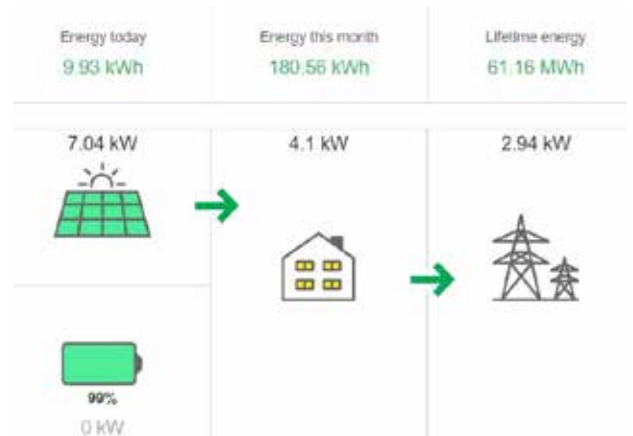 Energy today
9.93 kWh
Energy this month
180.56 kWh
Lifetime energy
61.16 MWh
7.04 kW
4.1 kW
2.94 kW
99%
0 kW